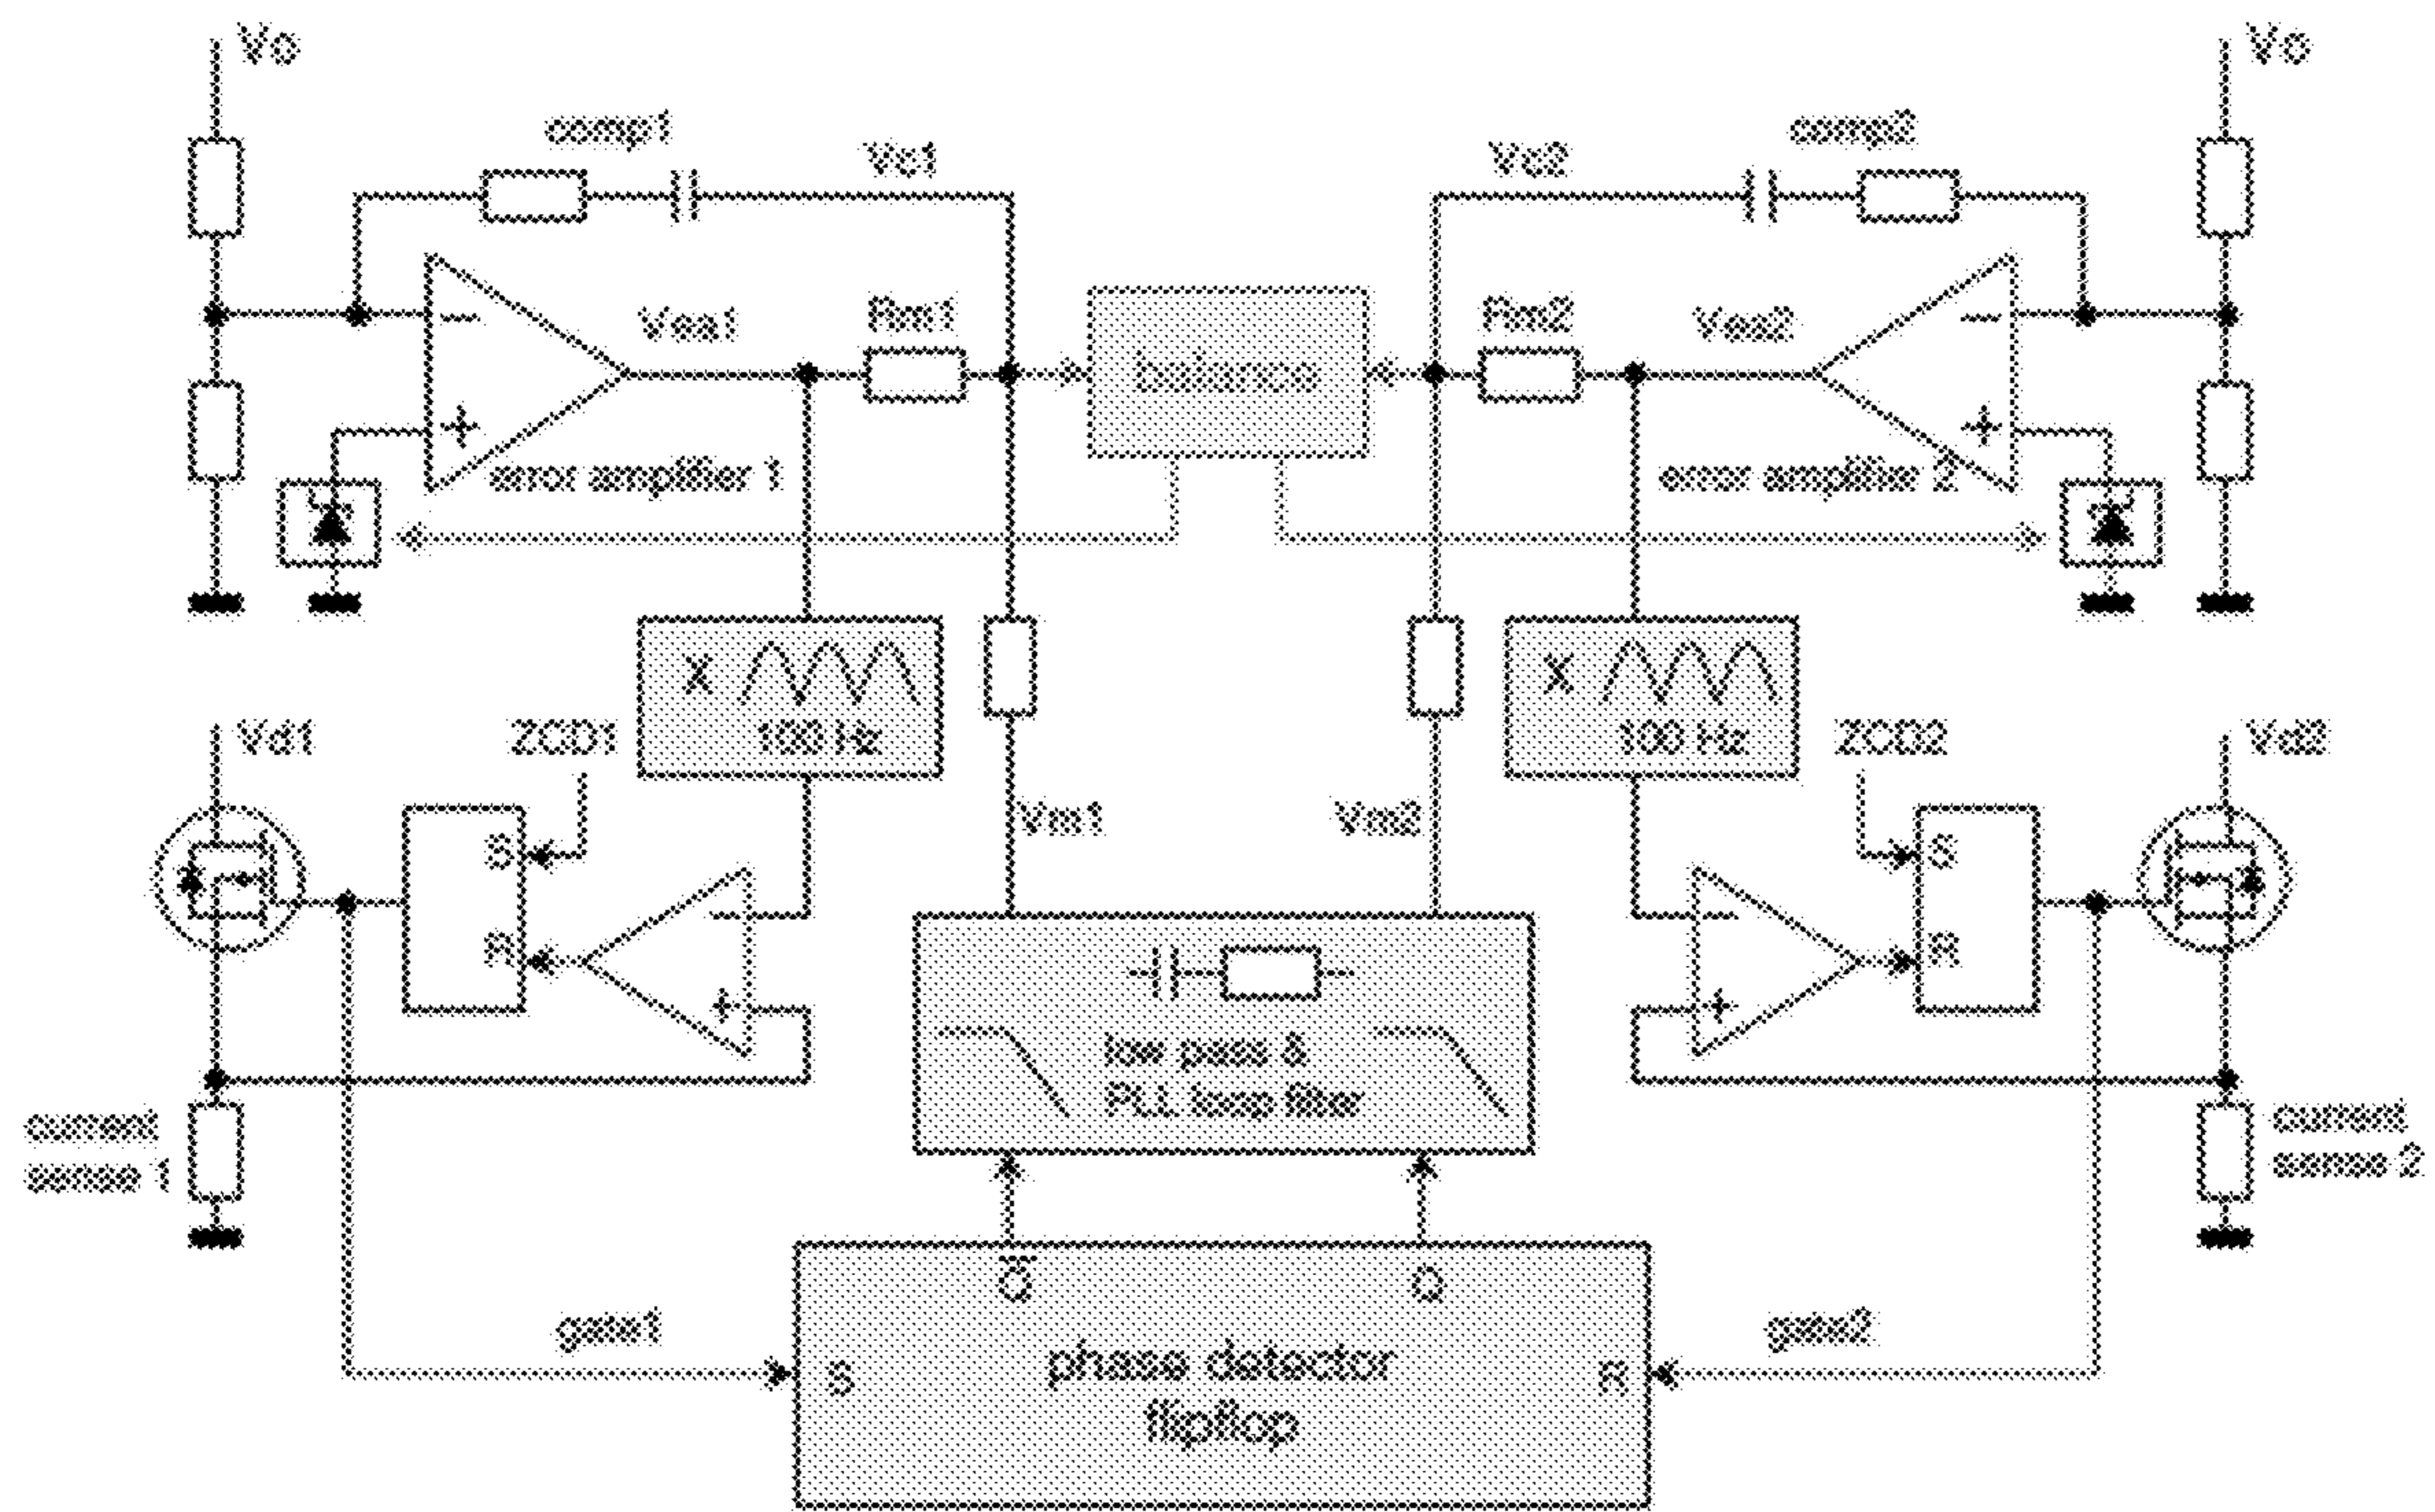 Vo
Vo
comp1
Vc1
Vc2
comp2
Vea1
Rm1
balance
Rm2
Vea2
−
−
+
+
error amplifier 1
error amplifier 2
X
100 Hz
X
100 Hz
Vd1
ZCD1
ZCD2
Vd2
Vm1
Vm2
S
R
−
+
−
+
S
R
low pass &
PLL loop filter
current
sense 1
current
sense 2
Q̅
Q
gate1
gate2
S
phase detector
flipflop
R